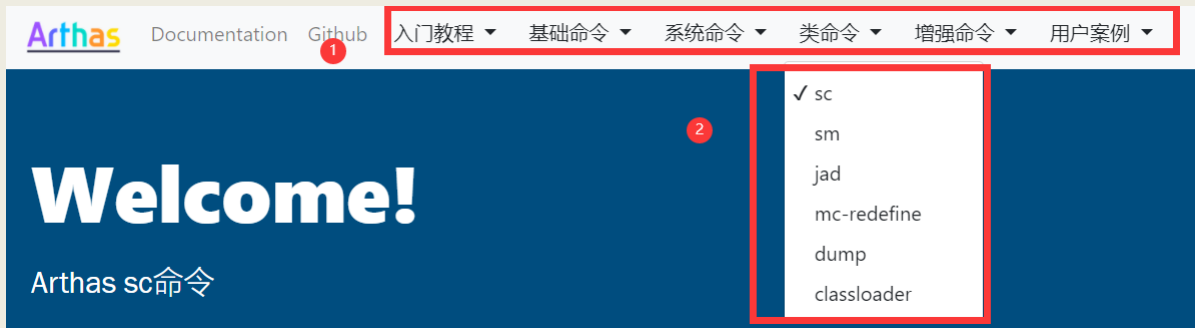 Arthas Documentation Github 入门教程 基础命令 系统命令 类命令 增强命令 用户案例
1
✓ sc
sm
2
jad
mc-redefine
dump
classloader
Welcome!
Arthas sc命令